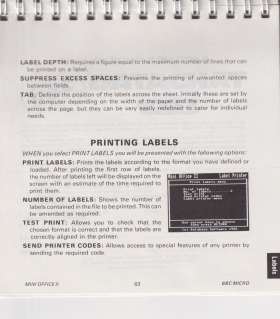 LABEL DEPTH: Requires a figure equal to the maximum number of lines that can
be printed on a label.
SUPPRESS EXCESS SPACES: Prevents the printing of unwanted spaces
between fields.
TAB: Defines the position of the labels across the sheet. Initially these are set by
the computer depending on the width of the paper and the number of labels
across the page, but they can be very easily redefined to cater for individual
needs.
PRINTING LABELS
WHEN you select PRINT LABELS you will be presented with the following options:
PRINT LABELS: Prints the labels according to the format you have defined or
loaded. After printing the first row of labels,
the number of labels left will be displayed on the
screen with an estimate of the time required to
print them.
Mini Office II Label Printer
Print labels menu
NUMBER OF LABELS: Shows the number of
labels contained in the file to be printed. This can
be amended as required.
TEST PRINT: Allows you to check that the
chosen format is correct and that the labels are
correctly aligned in the printer.
(c) Database Software 1986
SEND PRINTER CODES: Allows access to special features of any printer by
sending the required code.
Labels
MINI OFFICE II 63 BBC MICRO